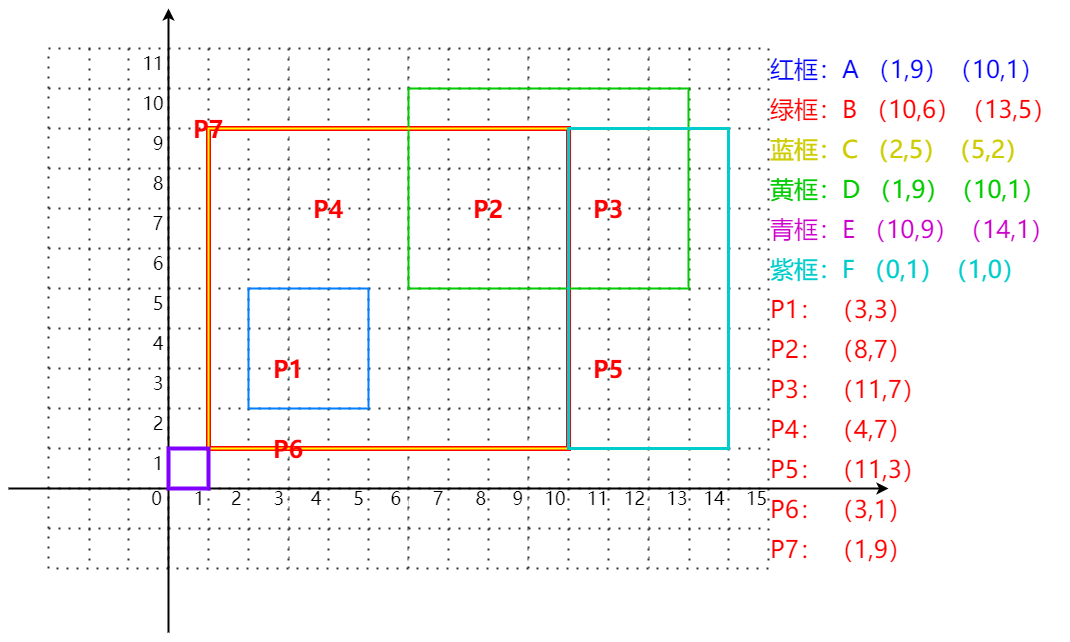 11
10
9
8
7
6
5
4
3
2
1
0 1 2 3 4 5 6 7 8 9 10 11 12 13 14 15
P7
P4 P2 P3
P1 P5
P6
红框：A （1,9） （10,1）
绿框：B （10,6） （13,5）
蓝框：C （2,5） （5,2）
黄框：D （1,9） （10,1）
青框：E （10,9） （14,1）
紫框：F （0,1） （1,0）
P1： （3,3）
P2： （8,7）
P3： （11,7）
P4： （4,7）
P5： （11,3）
P6： （3,1）
P7： （1,9）